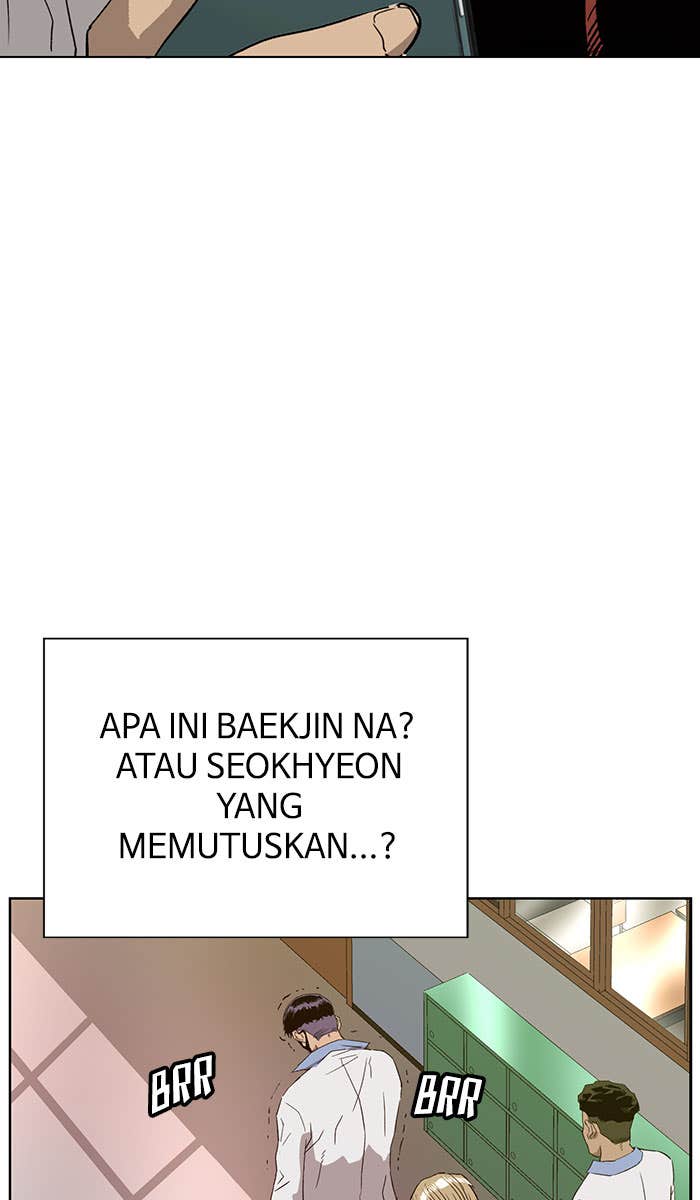 APA INI BAEKJIN NA?
ATAU SEOKHYEON
YANG
MEMUTUSKAN...?
BRR
BRR